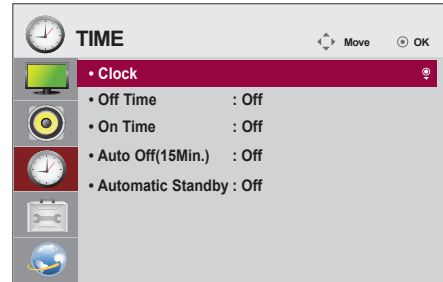 TIME Move OK
• Clock
• Off Time : Off
• On Time : Off
• Auto Off(15Min.) : Off
• Automatic Standby : Off